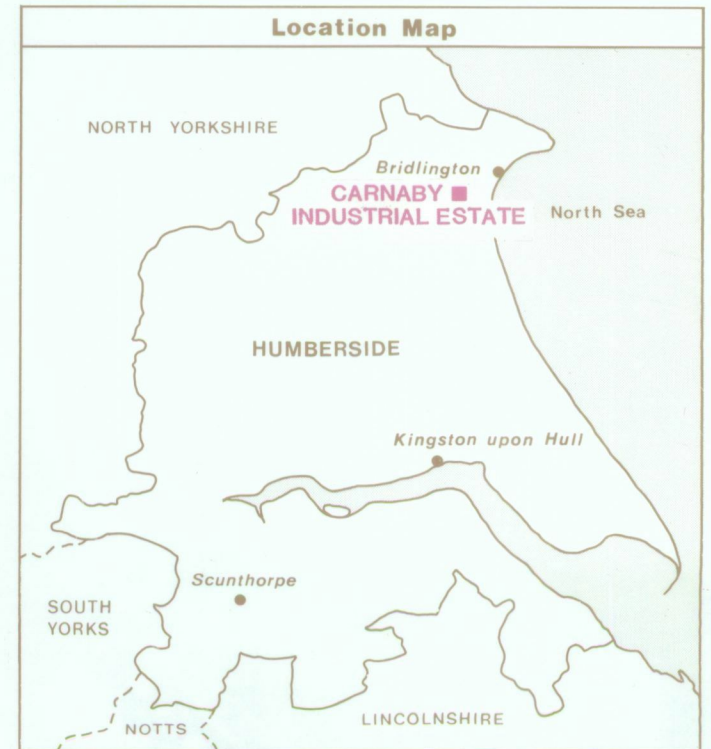 Location Map
NORTH YORKSHIRE
Bridlington
CARNABY
INDUSTRIAL ESTATE
North Sea
HUMBERSIDE
Kingston upon Hull
Scunthorpe
SOUTH
YORKS
LINCOLNSHIRE
NOTTS